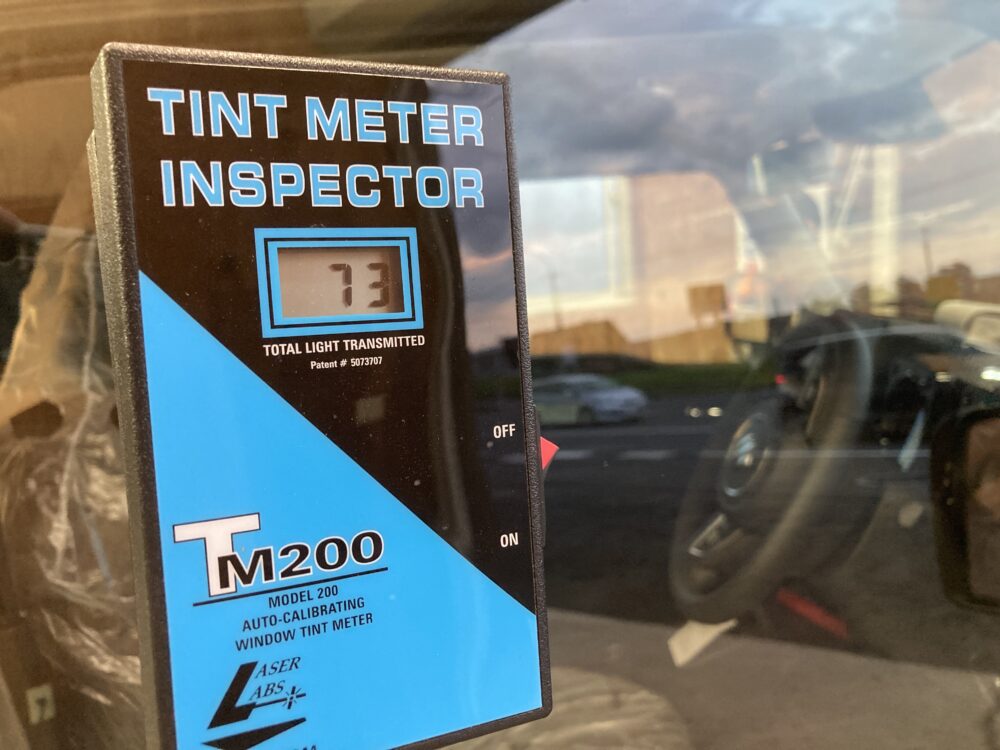 TINT METER
INSPECTOR
73
TOTAL LIGHT TRANSMITTED
Patent # 5073707
OFF
ON
TM200
MODEL 200
AUTO-CALIBRATING
WINDOW TINT METER
LASER
LABS